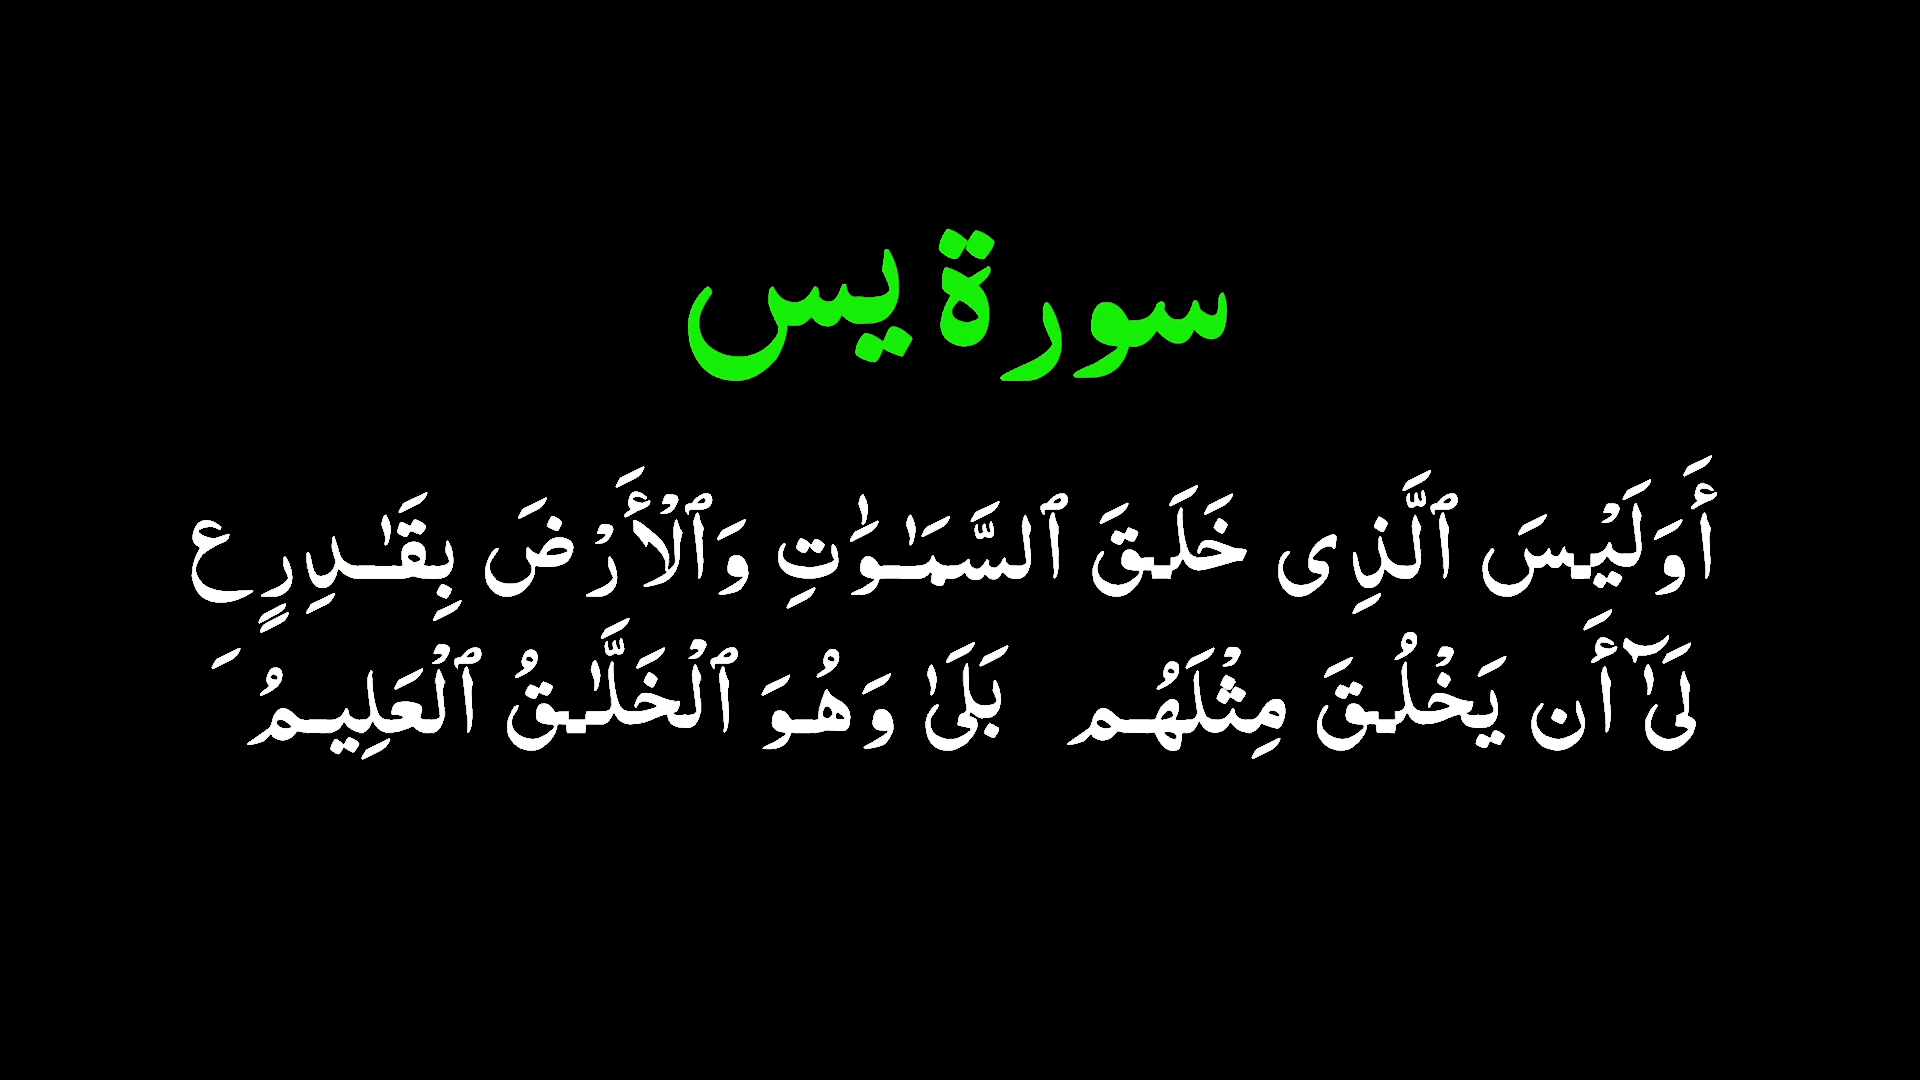 سورة يس
أَوَلَيْسَ ٱلَّذِى خَلَقَ ٱلسَّمَـٰوَٰتِ وَٱلْأَرْضَ بِقَـٰدِرٍ ع
َلَىٰٓ أَن يَخْلُقَ مِثْلَهُم بَلَىٰ وَهُوَ ٱلْخَلَّـٰقُ ٱلْعَلِيمُ